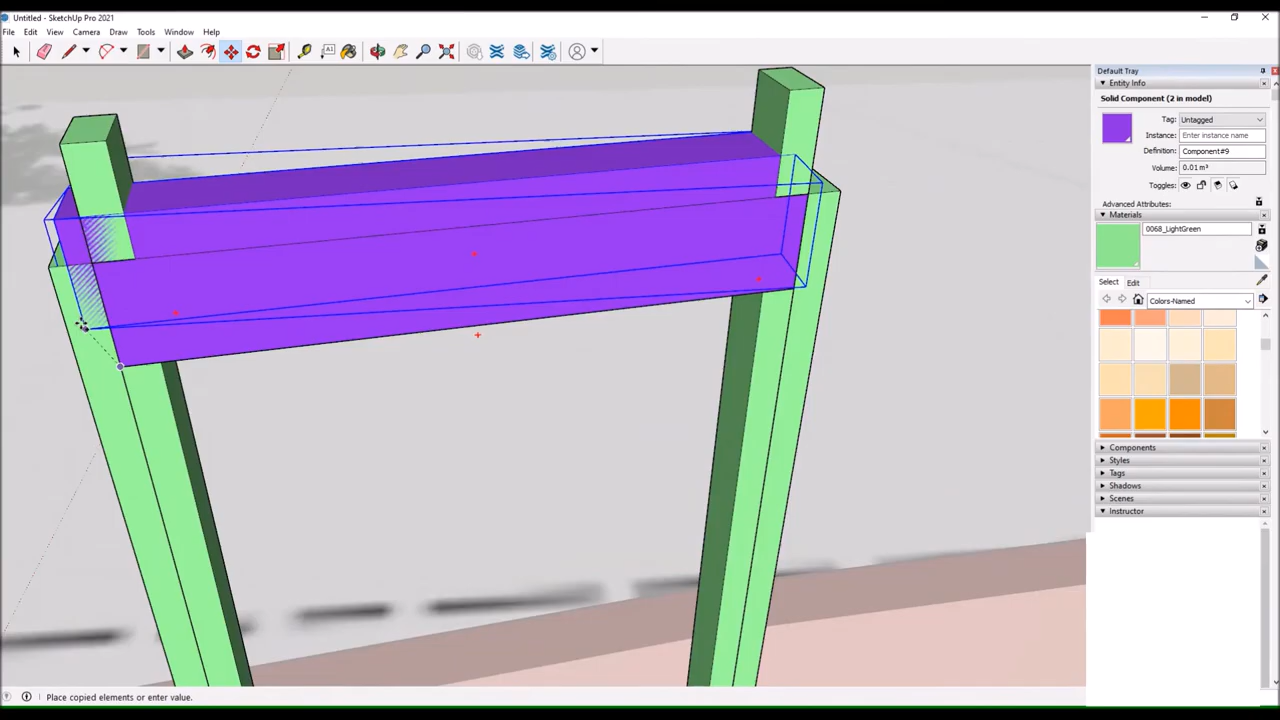 Untitled - SketchUp Pro 2021
File Edit View Camera Draw Tools Window Help
Default Tray
Entity Info
Solid Component (2 in model)
Tag: Untagged
Instance: Enter instance name
Definition: Component#9
Volume: 0.01 m³
Toggles:
Advanced Attributes:
Materials
0068_LightGreen
Select Edit
Colors-Named
Components
Styles
Tags
Shadows
Scenes
Instructor
Place copied elements or enter value.